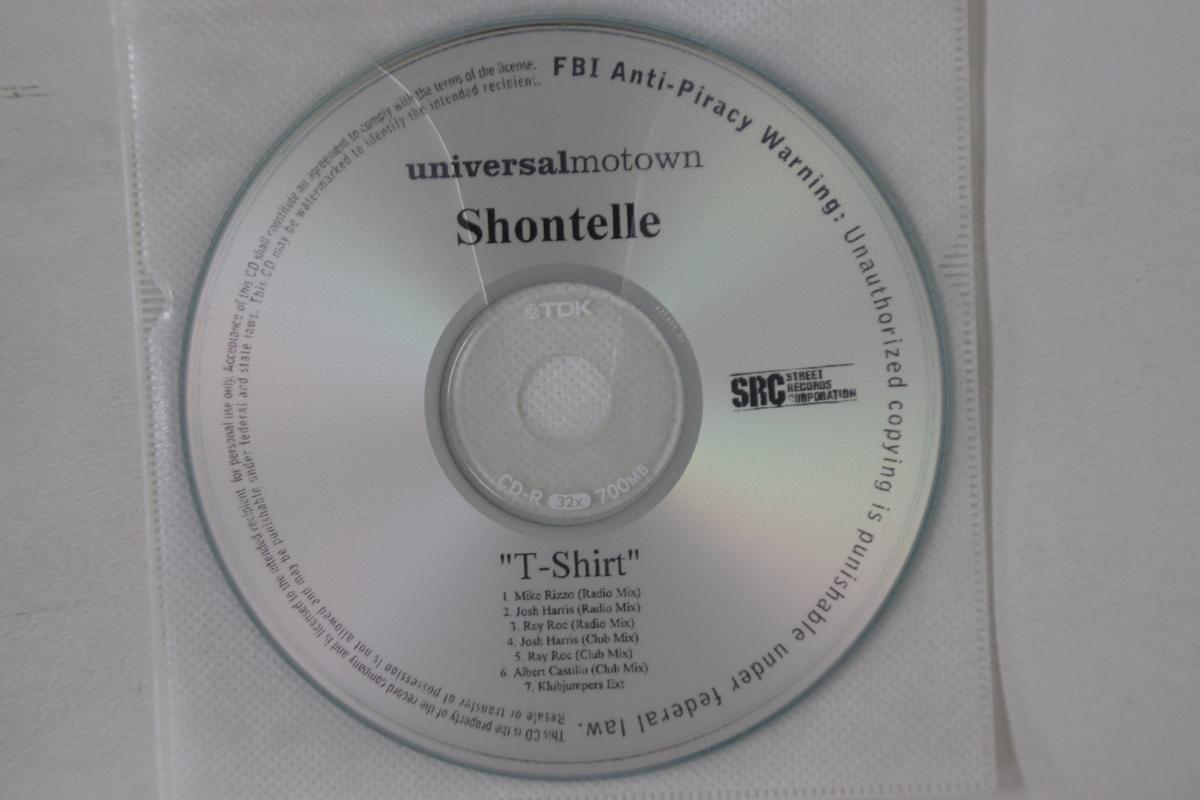 FBI Anti-Piracy Warning: Unauthorized copying is punishable under federal law.
universalmotown
Shontelle
TDK
SRC STREET
RECORDS
CORPORATION
CD-R 32x 700MB
"T-Shirt"
1. Mike Rizzo (Radio Mix)
2. Josh Harris (Radio Mix)
3. Ray Roc (Radio Mix)
4. Josh Harris (Club Mix)
5. Ray Roc (Club Mix)
6. Albert Castillo (Club Mix)
7. Klubjumpers Ext
This CD is the property of the record company and is licensed to the intended recipient for personal use only. Acceptance of this CD shall constitute an agreement to comply with the terms of the license.
Resale or transfer of possession is not allowed and may be punishable under federal and state laws. This CD may be watermarked to identify the intended recipient.